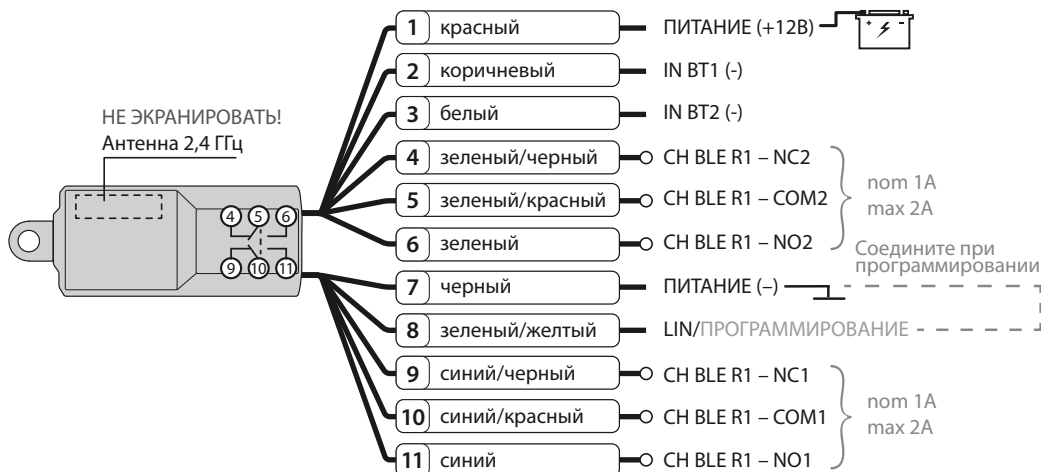 НЕ ЭКРАНИРОВАТЬ!
Антенна 2,4 ГГц
4 5 6
9 10 11
1 красный ПИТАНИЕ (+12В) + -
2 коричневый IN BT1 (-)
3 белый IN BT2 (-)
4 зеленый/черный CH BLE R1 – NC2
5 зеленый/красный CH BLE R1 – COM2
6 зеленый CH BLE R1 – NO2
nom 1A
max 2A
7 черный ПИТАНИЕ (–)
Соедините при
программировании
8 зеленый/желтый LIN/ПРОГРАММИРОВАНИЕ
9 синий/черный CH BLE R1 – NC1
10 синий/красный CH BLE R1 – COM1
11 синий CH BLE R1 – NO1
nom 1A
max 2A